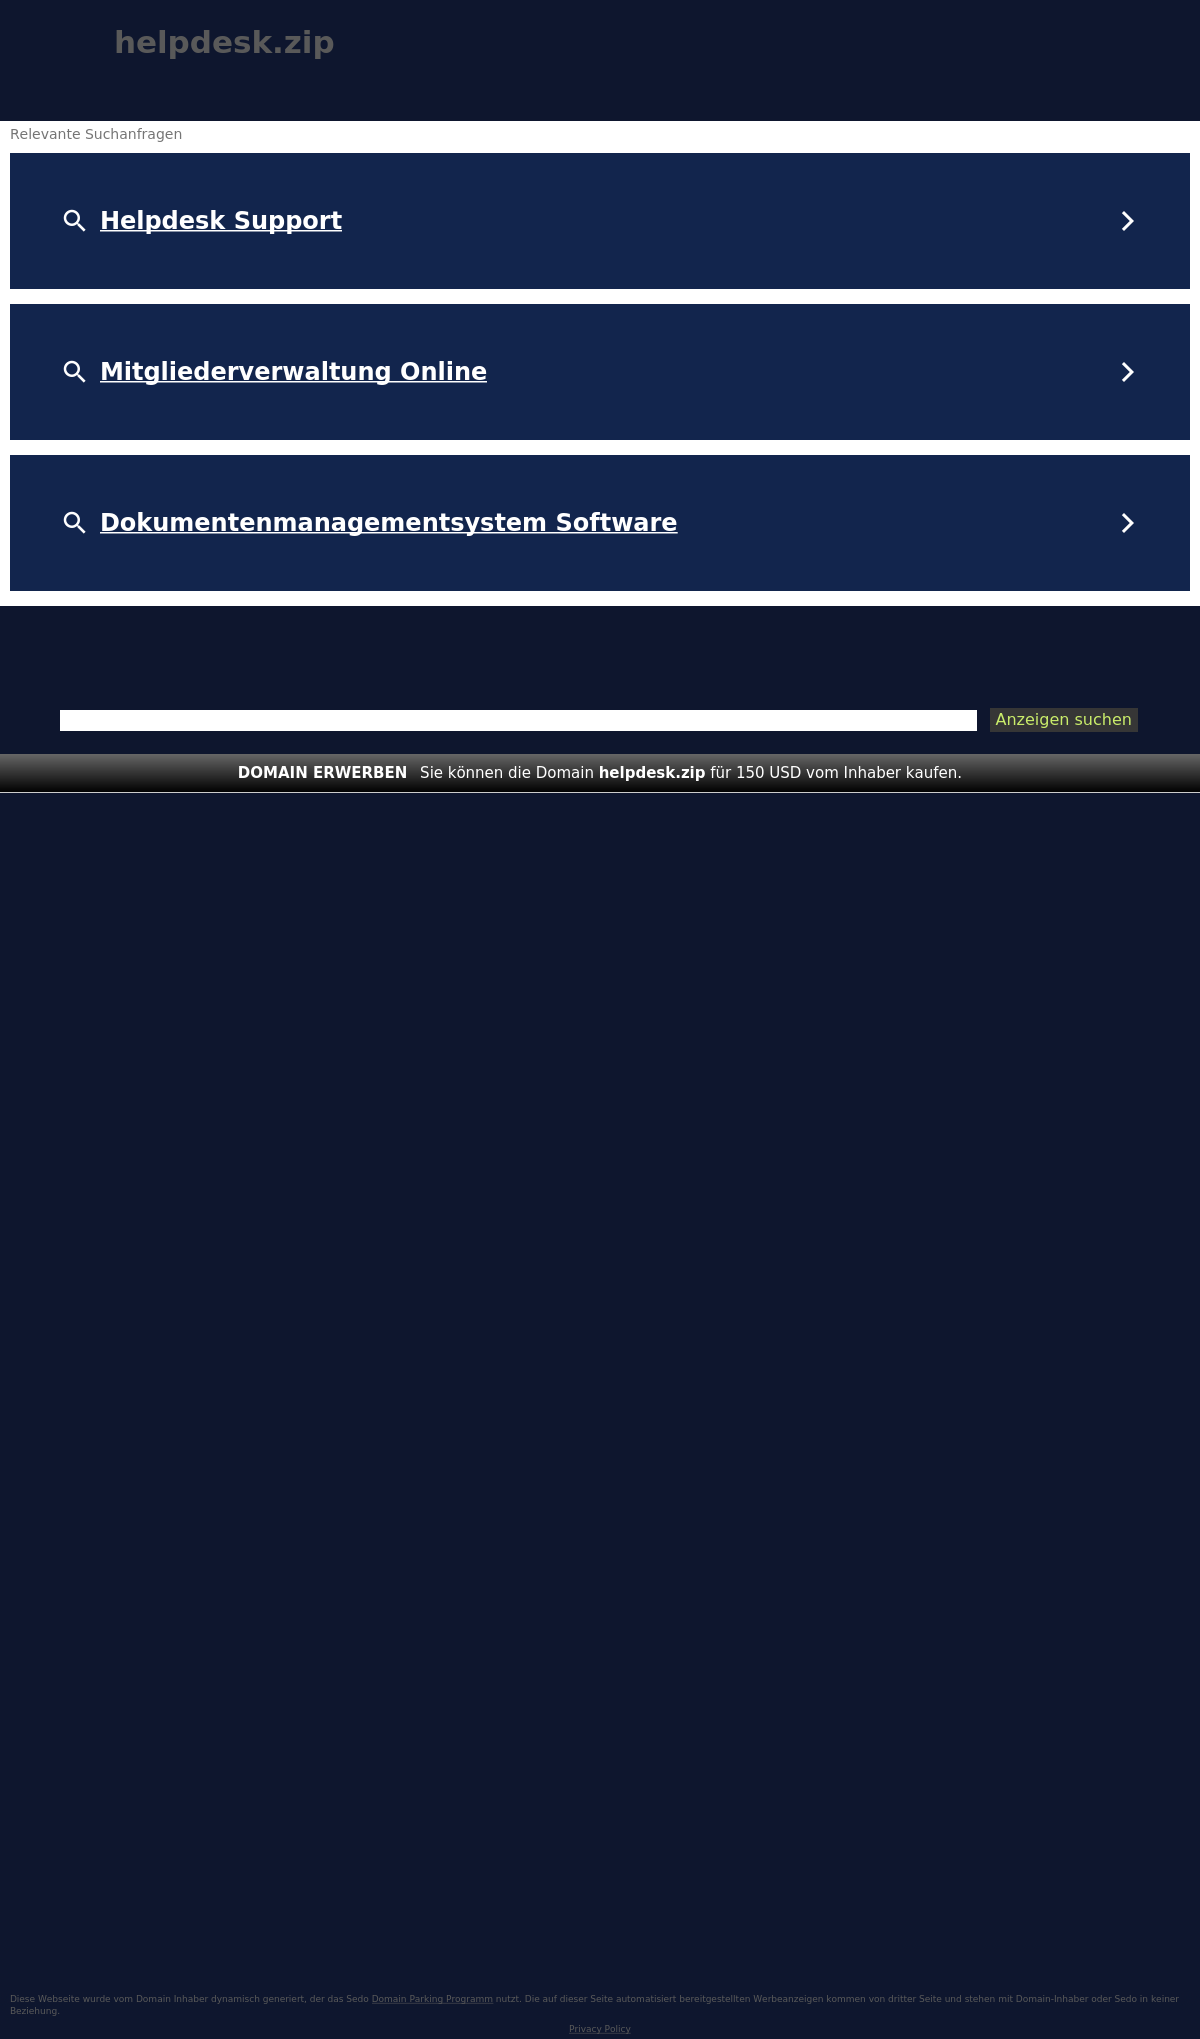 helpdesk.zip
Relevante Suchanfragen
Helpdesk Support
Mitgliederverwaltung Online
Dokumentenmanagementsystem Software
Anzeigen suchen
DOMAIN ERWERBEN Sie können die Domain helpdesk.zip für 150 USD vom Inhaber kaufen.
Diese Webseite wurde vom Domain Inhaber dynamisch generiert, der das Sedo Domain Parking Programm nutzt. Die auf dieser Seite automatisiert bereitgestellten Werbeanzeigen kommen von dritter Seite und stehen mit Domain-Inhaber oder Sedo in keiner
Beziehung.
Privacy Policy